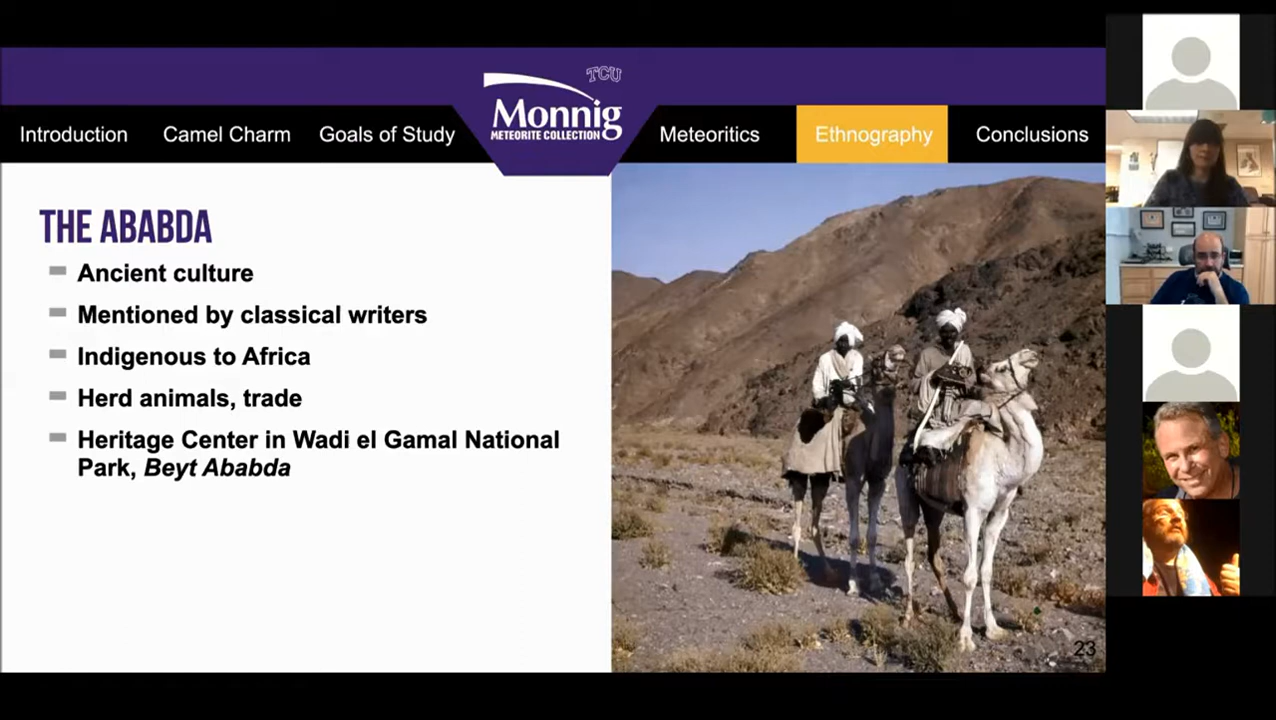 TCU
Monnig
METEORITE COLLECTION
Introduction
Camel Charm
Goals of Study
Meteoritics
Ethnography
Conclusions
THE ABABDA
Ancient culture
Mentioned by classical writers
Indigenous to Africa
Herd animals, trade
Heritage Center in Wadi el Gamal National
Park, Beyt Ababda
23